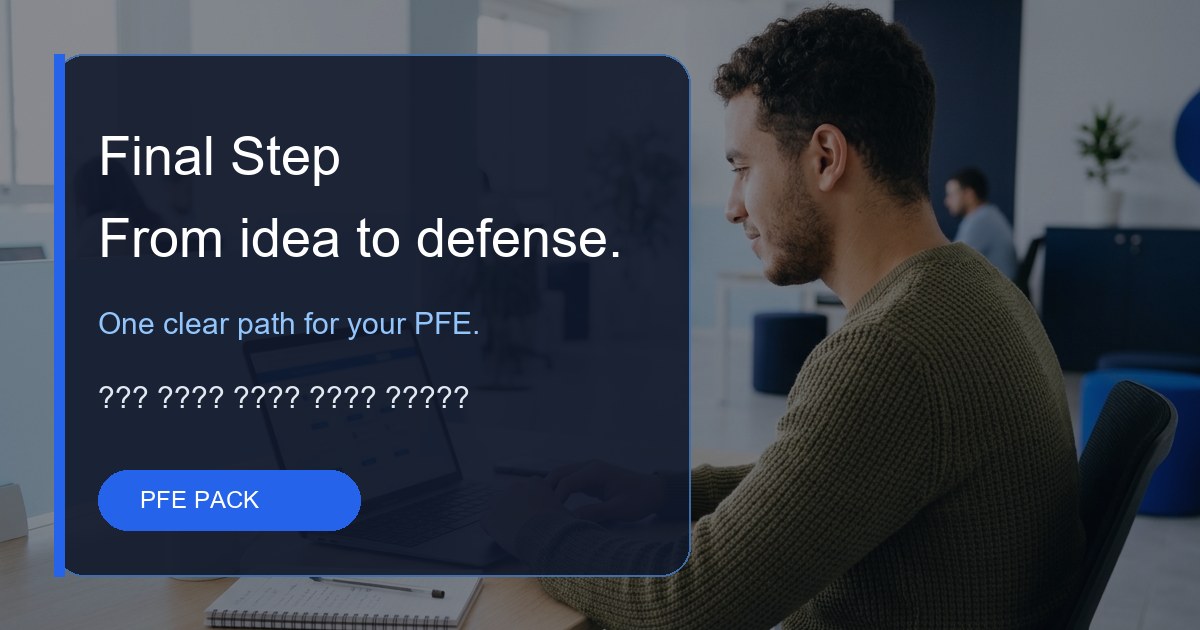 Final Step
From idea to defense.
One clear path for your PFE.
??? ???? ???? ???? ?????
PFE PACK